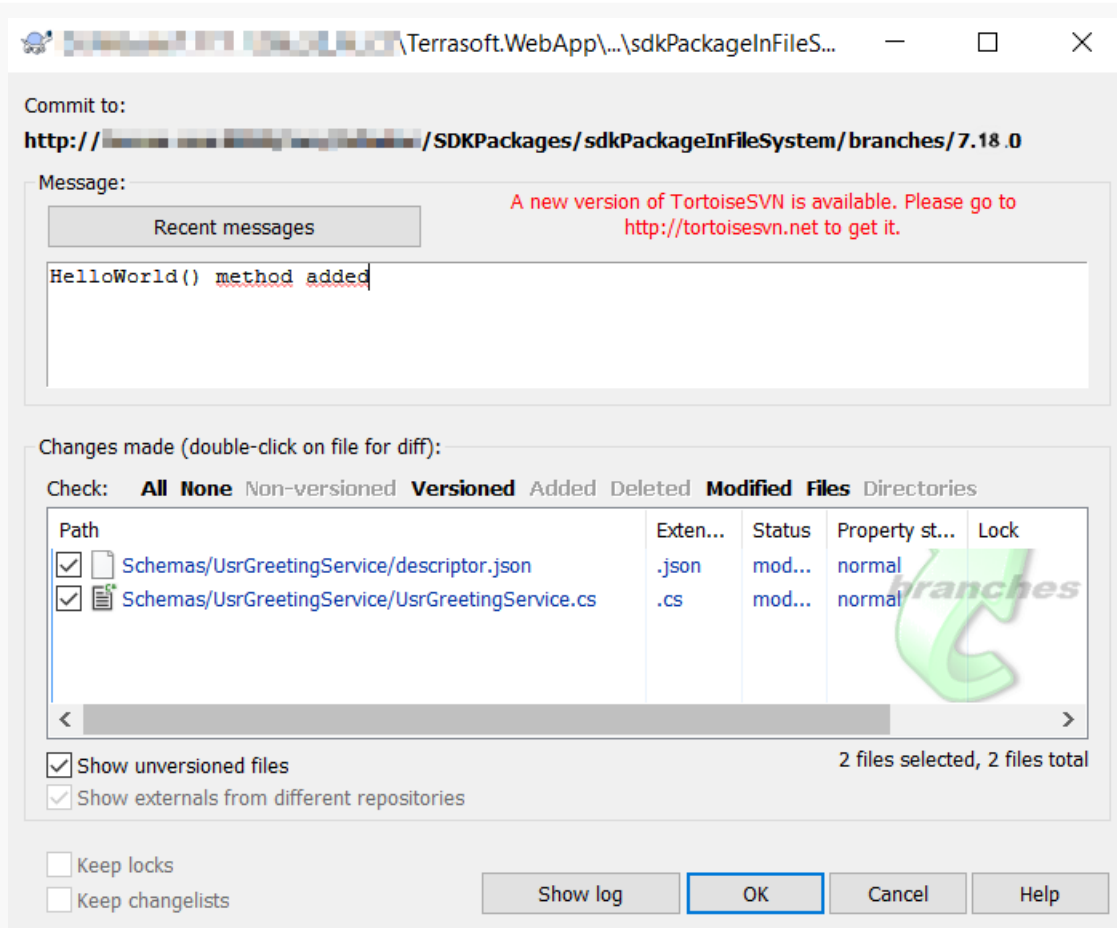 \Terrasoft.WebApp\...\sdkPackageInFileS...
Commit to:
http:// /SDKPackages/sdkPackageInFileSystem/branches/7.18.0
Message:
Recent messages
A new version of TortoiseSVN is available. Please go to
http://tortoisesvn.net to get it.
HelloWorld() method added
Changes made (double-click on file for diff):
Check: All None Non-versioned Versioned Added Deleted Modified Files Directories
Path Exten... Status Property st... Lock
Schemas/UsrGreetingService/descriptor.json .json mod... normal
Schemas/UsrGreetingService/UsrGreetingService.cs .cs mod... normal
branches
Show unversioned files
2 files selected, 2 files total
Show externals from different repositories
Keep locks
Keep changelists
Show log OK Cancel Help